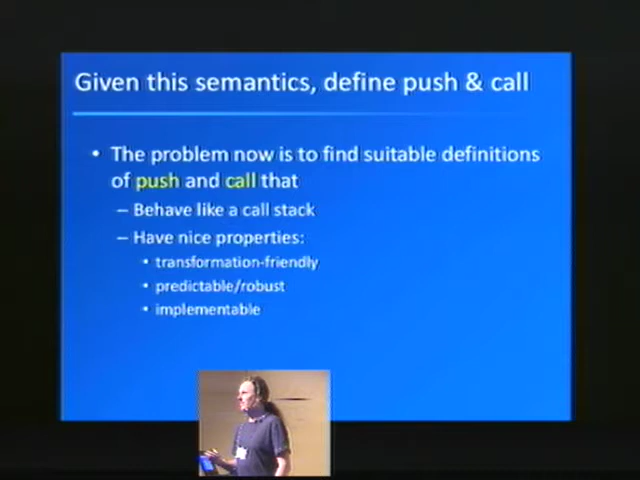 Given this semantics, define push & call
• The problem now is to find suitable definitions
of push and call that
– Behave like a call stack
– Have nice properties:
• transformation-friendly
• predictable/robust
• implementable